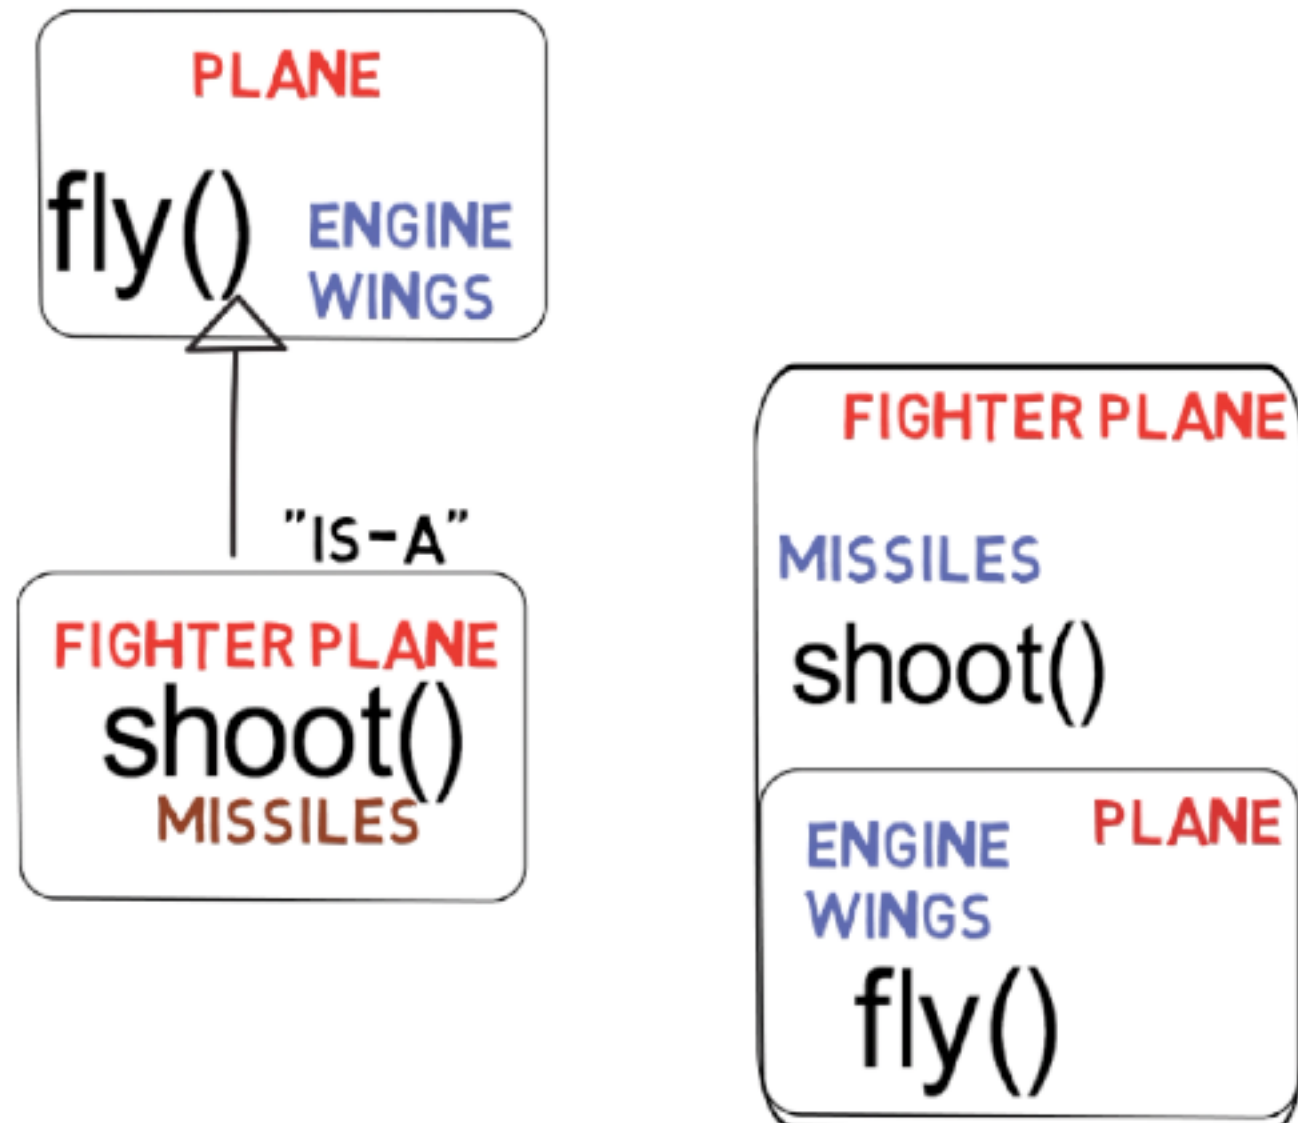 PLANE
fly()
ENGINE
WINGS
"IS-A"
FIGHTER PLANE
shoot()
MISSILES
FIGHTER PLANE
MISSILES
shoot()
PLANE
ENGINE
WINGS
fly()